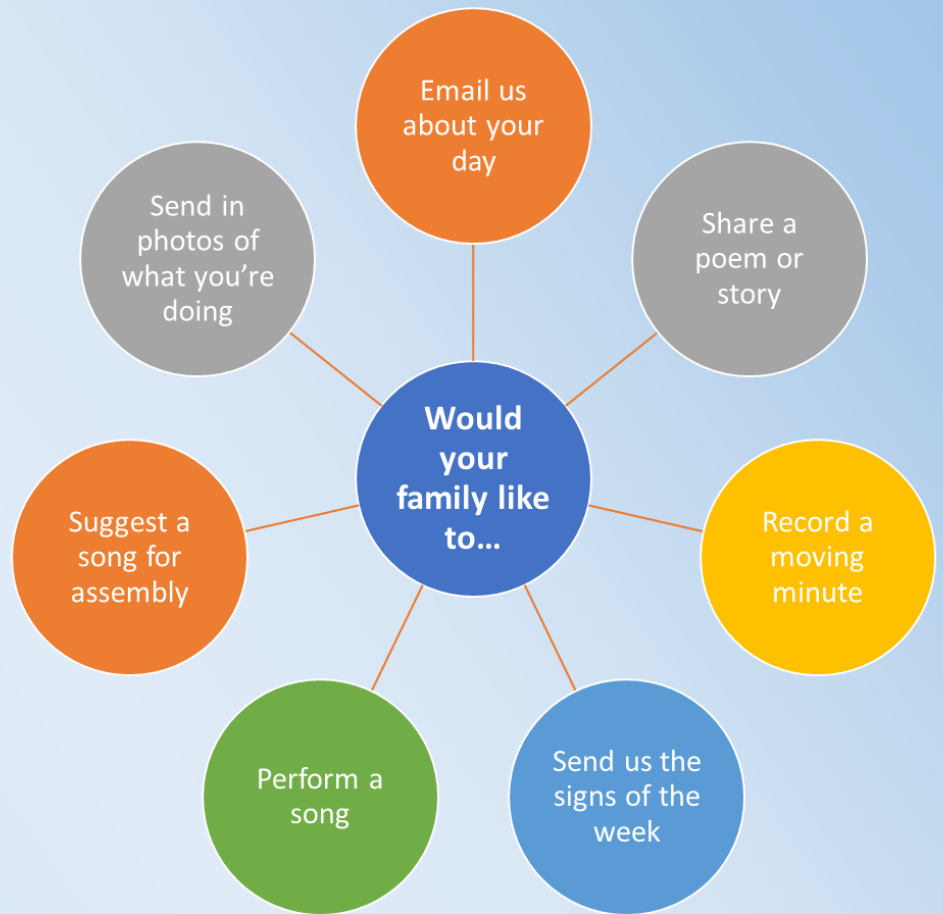 Would
your
family like
to…
Email us
about your
day
Share a
poem or
story
Record a
moving
minute
Send us the
signs of the
week
Perform a
song
Suggest a
song for
assembly
Send in
photos of
what you’re
doing